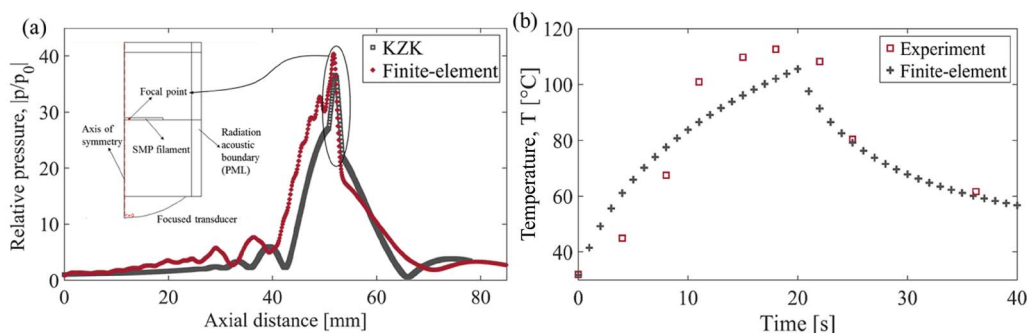 (a)
Relative pressure, |p/p₀|
50
40
30
20
10
0
0
20
40
60
80
Axial distance [mm]
KZK
Finite-element
Focal point
Axis of
symmetry
SMP filament
Radiation
acoustic
boundary
(PML)
Focused transducer
(b)
Temperature, T [°C]
120
100
80
60
40
0
10
20
30
40
Time [s]
Experiment
Finite-element